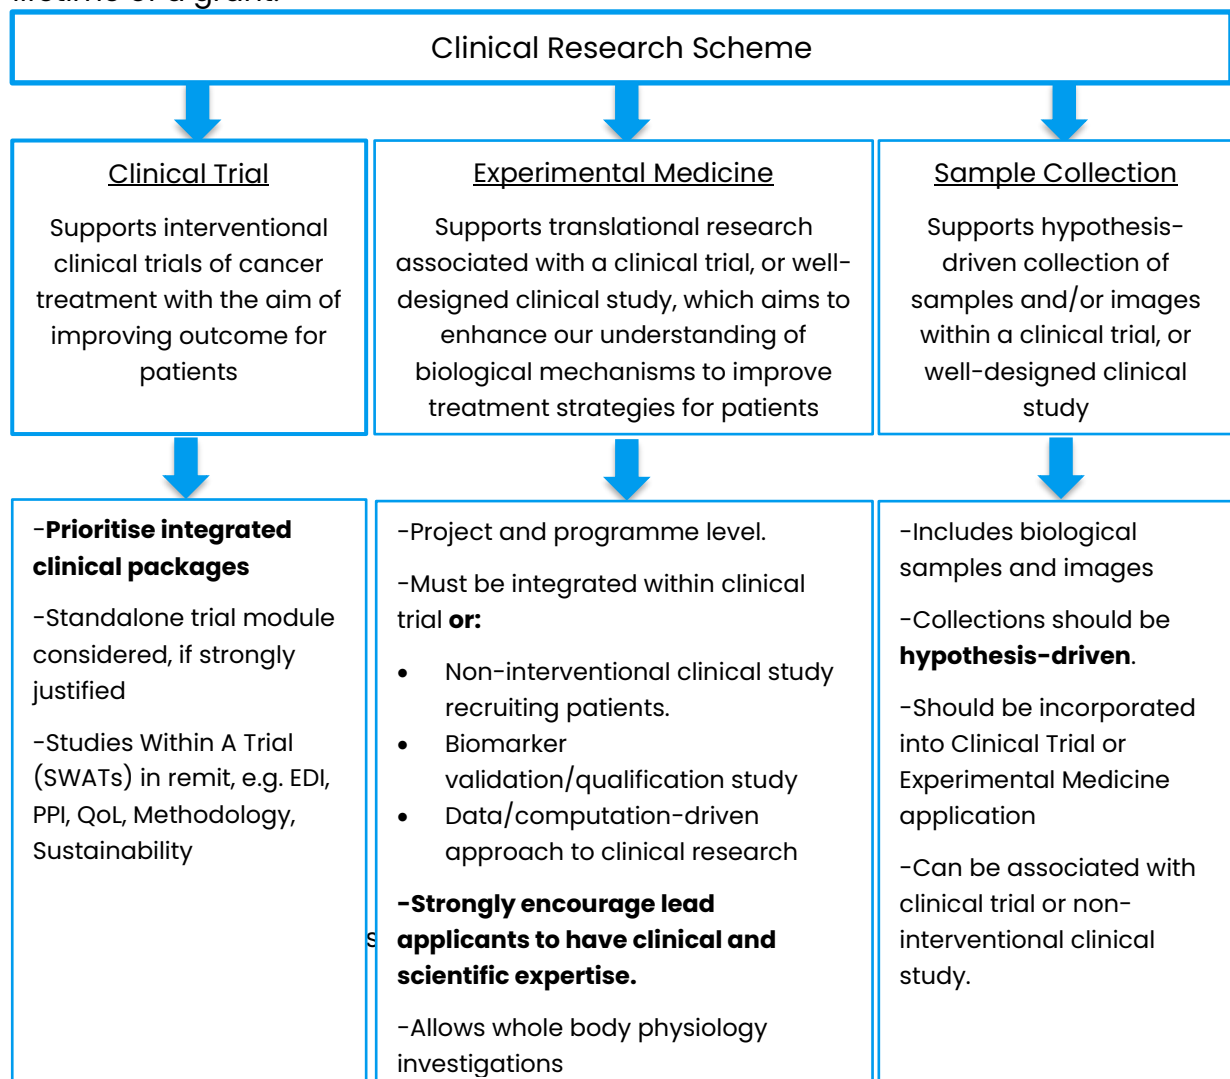 lifetime of a grant.
Clinical Research Scheme
Clinical Trial
Supports interventional
clinical trials of cancer
treatment with the aim of
improving outcome for
patients
Experimental Medicine
Supports translational research
associated with a clinical trial, or well-
designed clinical study, which aims to
enhance our understanding of
biological mechanisms to improve
treatment strategies for patients
Sample Collection
Supports hypothesis-
driven collection of
samples and/or images
within a clinical trial, or
well-designed clinical
study
-Prioritise integrated
clinical packages
-Standalone trial module
considered, if strongly
justified
-Studies Within A Trial
(SWATs) in remit, e.g. EDI,
PPI, QoL, Methodology,
Sustainability
s
-Project and programme level.
-Must be integrated within clinical
trial or:
• Non-interventional clinical study
recruiting patients.
• Biomarker
validation/qualification study
• Data/computation-driven
approach to clinical research
-Strongly encourage lead
applicants to have clinical and
scientific expertise.
-Allows whole body physiology
investigations
-Includes biological
samples and images
-Collections should be
hypothesis-driven.
-Should be incorporated
into Clinical Trial or
Experimental Medicine
application
-Can be associated with
clinical trial or non-
interventional clinical
study.